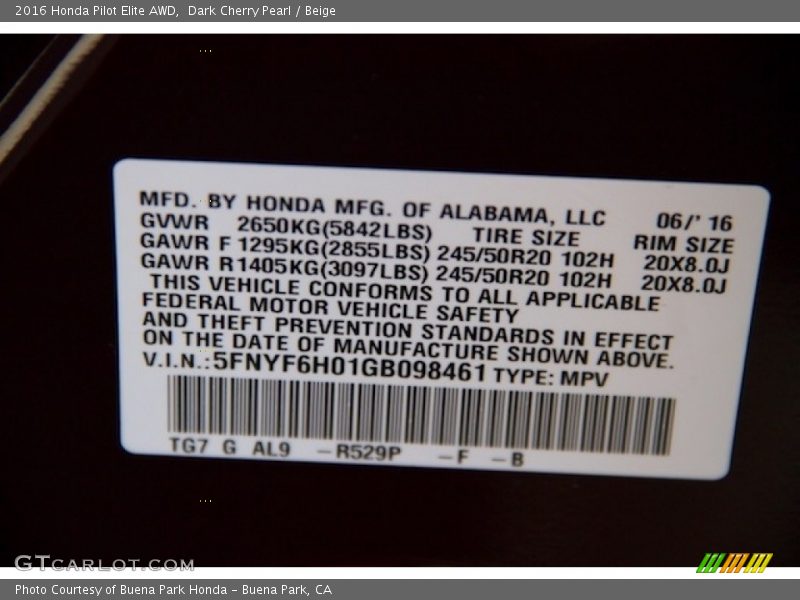 2016 Honda Pilot Elite AWD,  Dark Cherry Pearl / Beige
MFD. BY HONDA MFG. OF ALABAMA, LLC 06/' 16
GVWR 2650KG(5842LBS) TIRE SIZE RIM SIZE
GAWR F 1295KG(2855LBS) 245/50R20 102H 20X8.0J
GAWR R 1405KG(3097LBS) 245/50R20 102H 20X8.0J
THIS VEHICLE CONFORMS TO ALL APPLICABLE
FEDERAL MOTOR VEHICLE SAFETY
AND THEFT PREVENTION STANDARDS IN EFFECT
ON THE DATE OF MANUFACTURE SHOWN ABOVE.
V.I.N.: 5FNYF6H01GB098461 TYPE: MPV
TG7 G AL9 -R529P -F -B
GTCARLOT.COM
Photo Courtesy of Buena Park Honda - Buena Park, CA